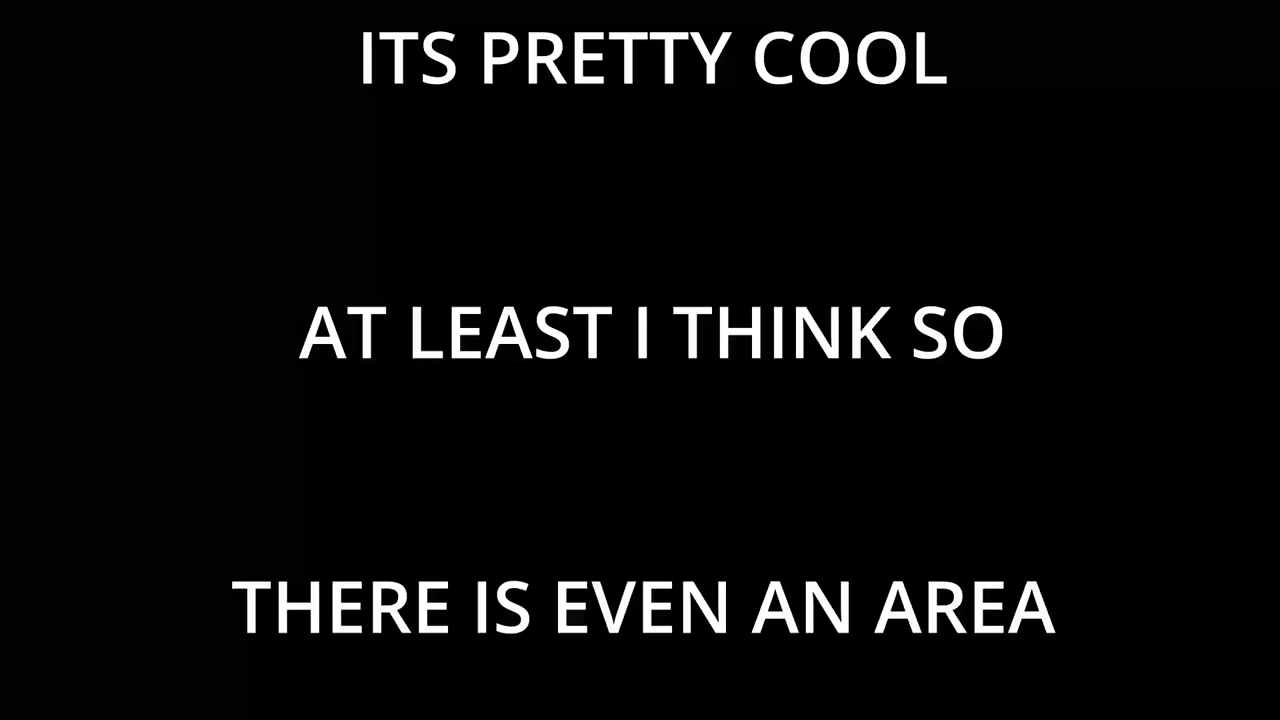 ITS PRETTY COOL
AT LEAST I THINK SO
THERE IS EVEN AN AREA